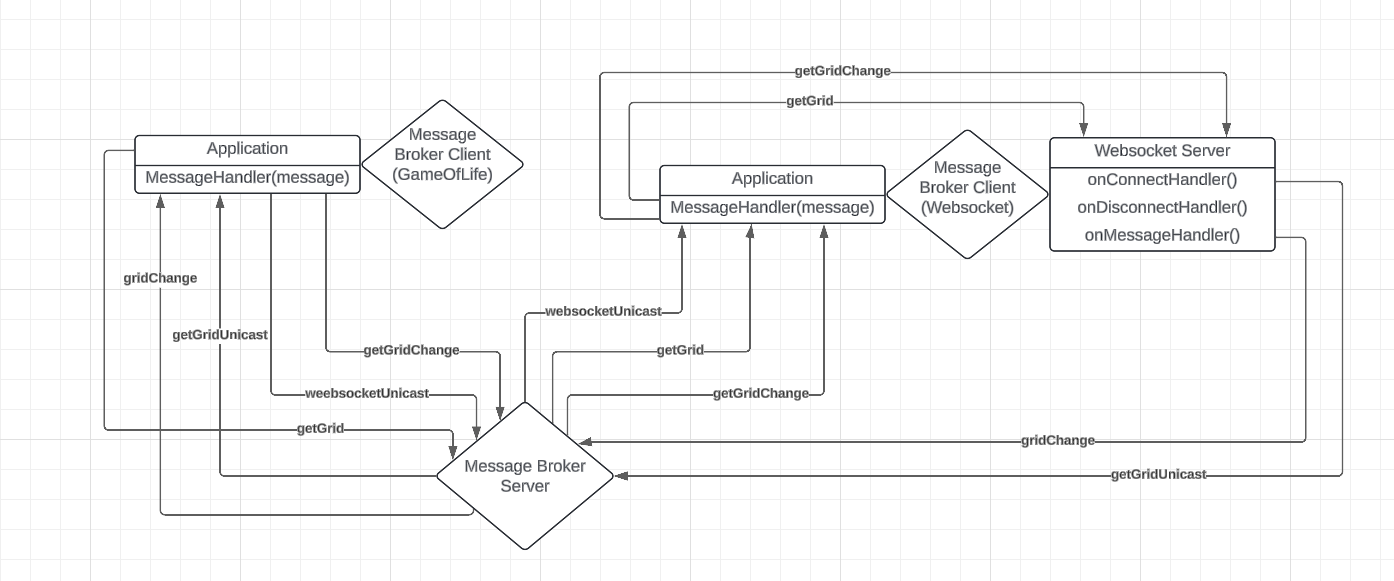 getGridChange
getGrid
Application
MessageHandler(message)
Message
Broker Client
(GameOfLife)
Application
MessageHandler(message)
Message
Broker Client
(Websocket)
Websocket Server
onConnectHandler()
onDisconnectHandler()
onMessageHandler()
gridChange
getGridUnicast
websocketUnicast
getGridChange
getGrid
weebsocketUnicast
getGridChange
getGrid
gridChange
Message Broker
Server
getGridUnicast